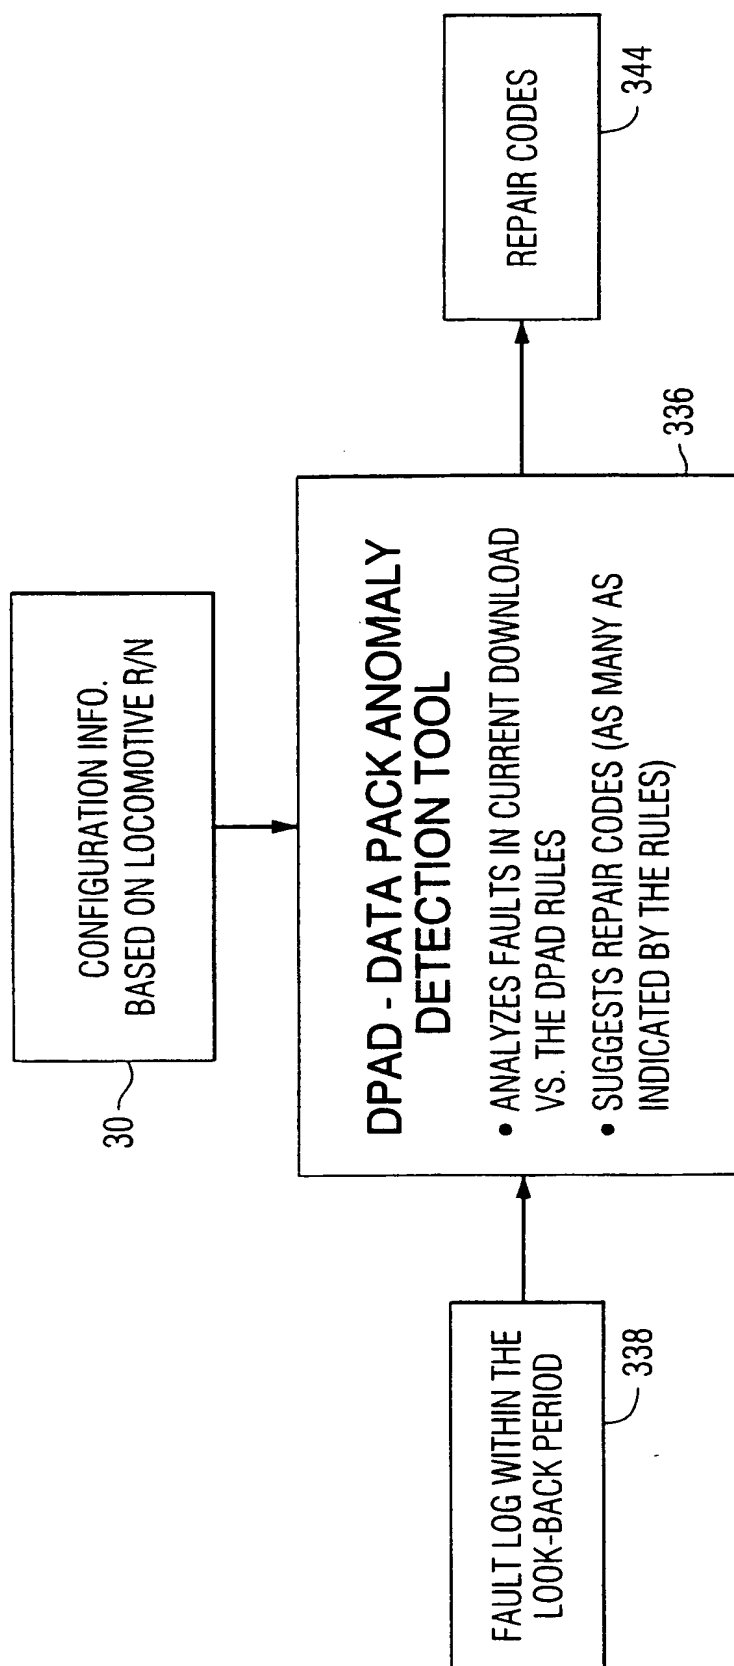 CONFIGURATION INFO.
BASED ON LOCOMOTIVE R/N
30
FAULT LOG WITHIN THE
LOOK-BACK PERIOD
338
DPAD - DATA PACK ANOMALY
DETECTION TOOL
• ANALYZES FAULTS IN CURRENT DOWNLOAD
VS. THE DPAD RULES
• SUGGESTS REPAIR CODES (AS MANY AS
INDICATED BY THE RULES)
336
REPAIR CODES
344